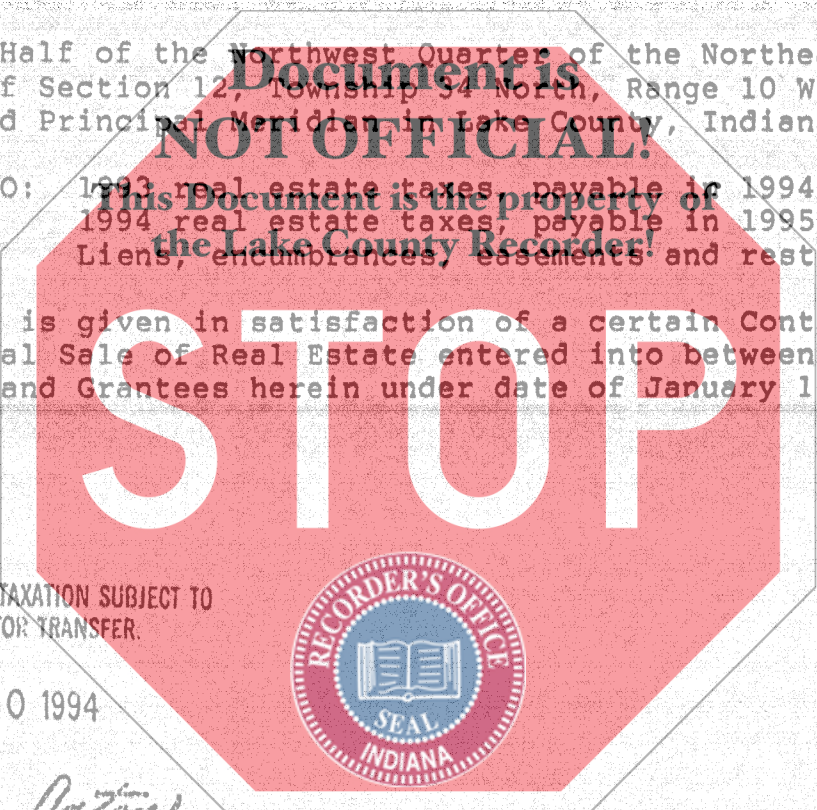 Half of the Northwest Quarter of the Northe
f Section 12, Township 34 North, Range 10 W
d Principal Meridian in Lake County, Indian
Document is
NOT OFFICIAL!
This Document is the property of
the Lake County Recorder!
O: 1993 real estate taxes, payable in 1994
1994 real estate taxes, payable in 1995
Liens, encumbrances, easements and rest
is given in satisfaction of a certain Cont
al Sale of Real Estate entered into between
and Grantees herein under date of January 1
STOP
TAXATION SUBJECT TO
FOR TRANSFER.
0 1994
RECORDER'S OFFICE
SEAL
INDIANA